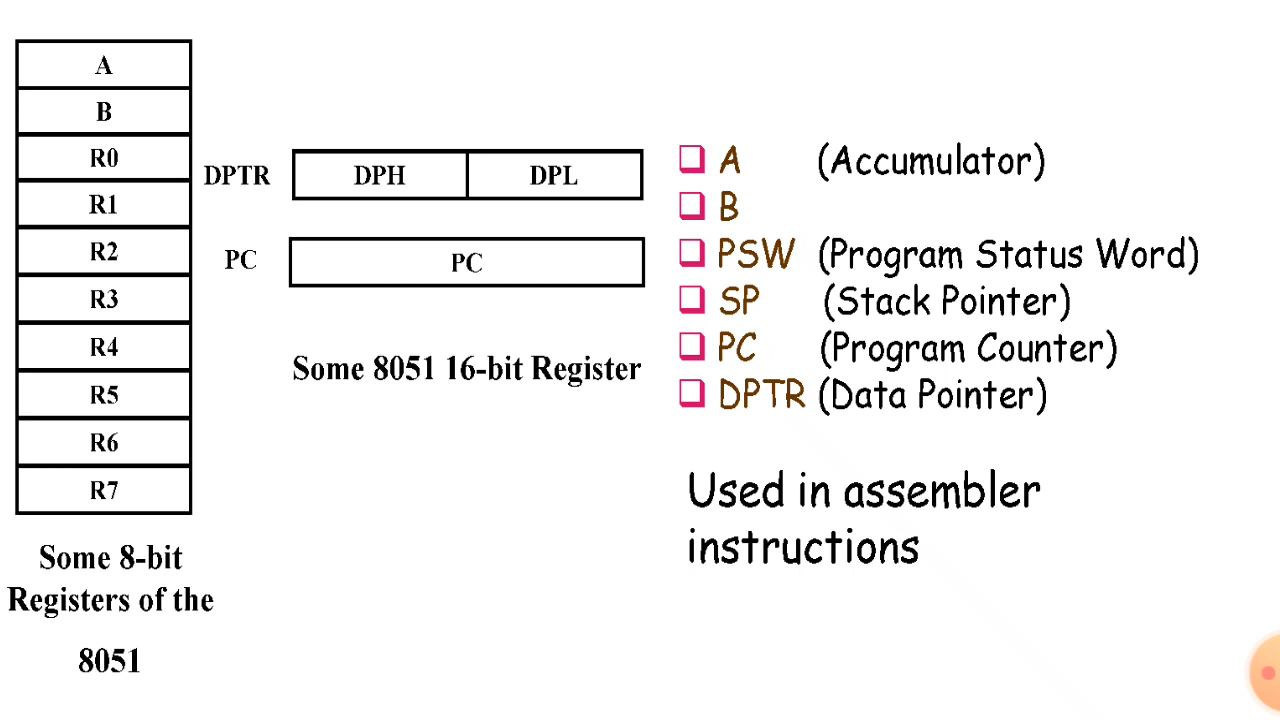 A
B
R0
R1
R2
R3
R4
R5
R6
R7
Some 8-bit
Registers of the
8051
DPTR DPH DPL
PC PC
Some 8051 16-bit Register
A (Accumulator)
B
PSW (Program Status Word)
SP (Stack Pointer)
PC (Program Counter)
DPTR (Data Pointer)
Used in assembler
instructions